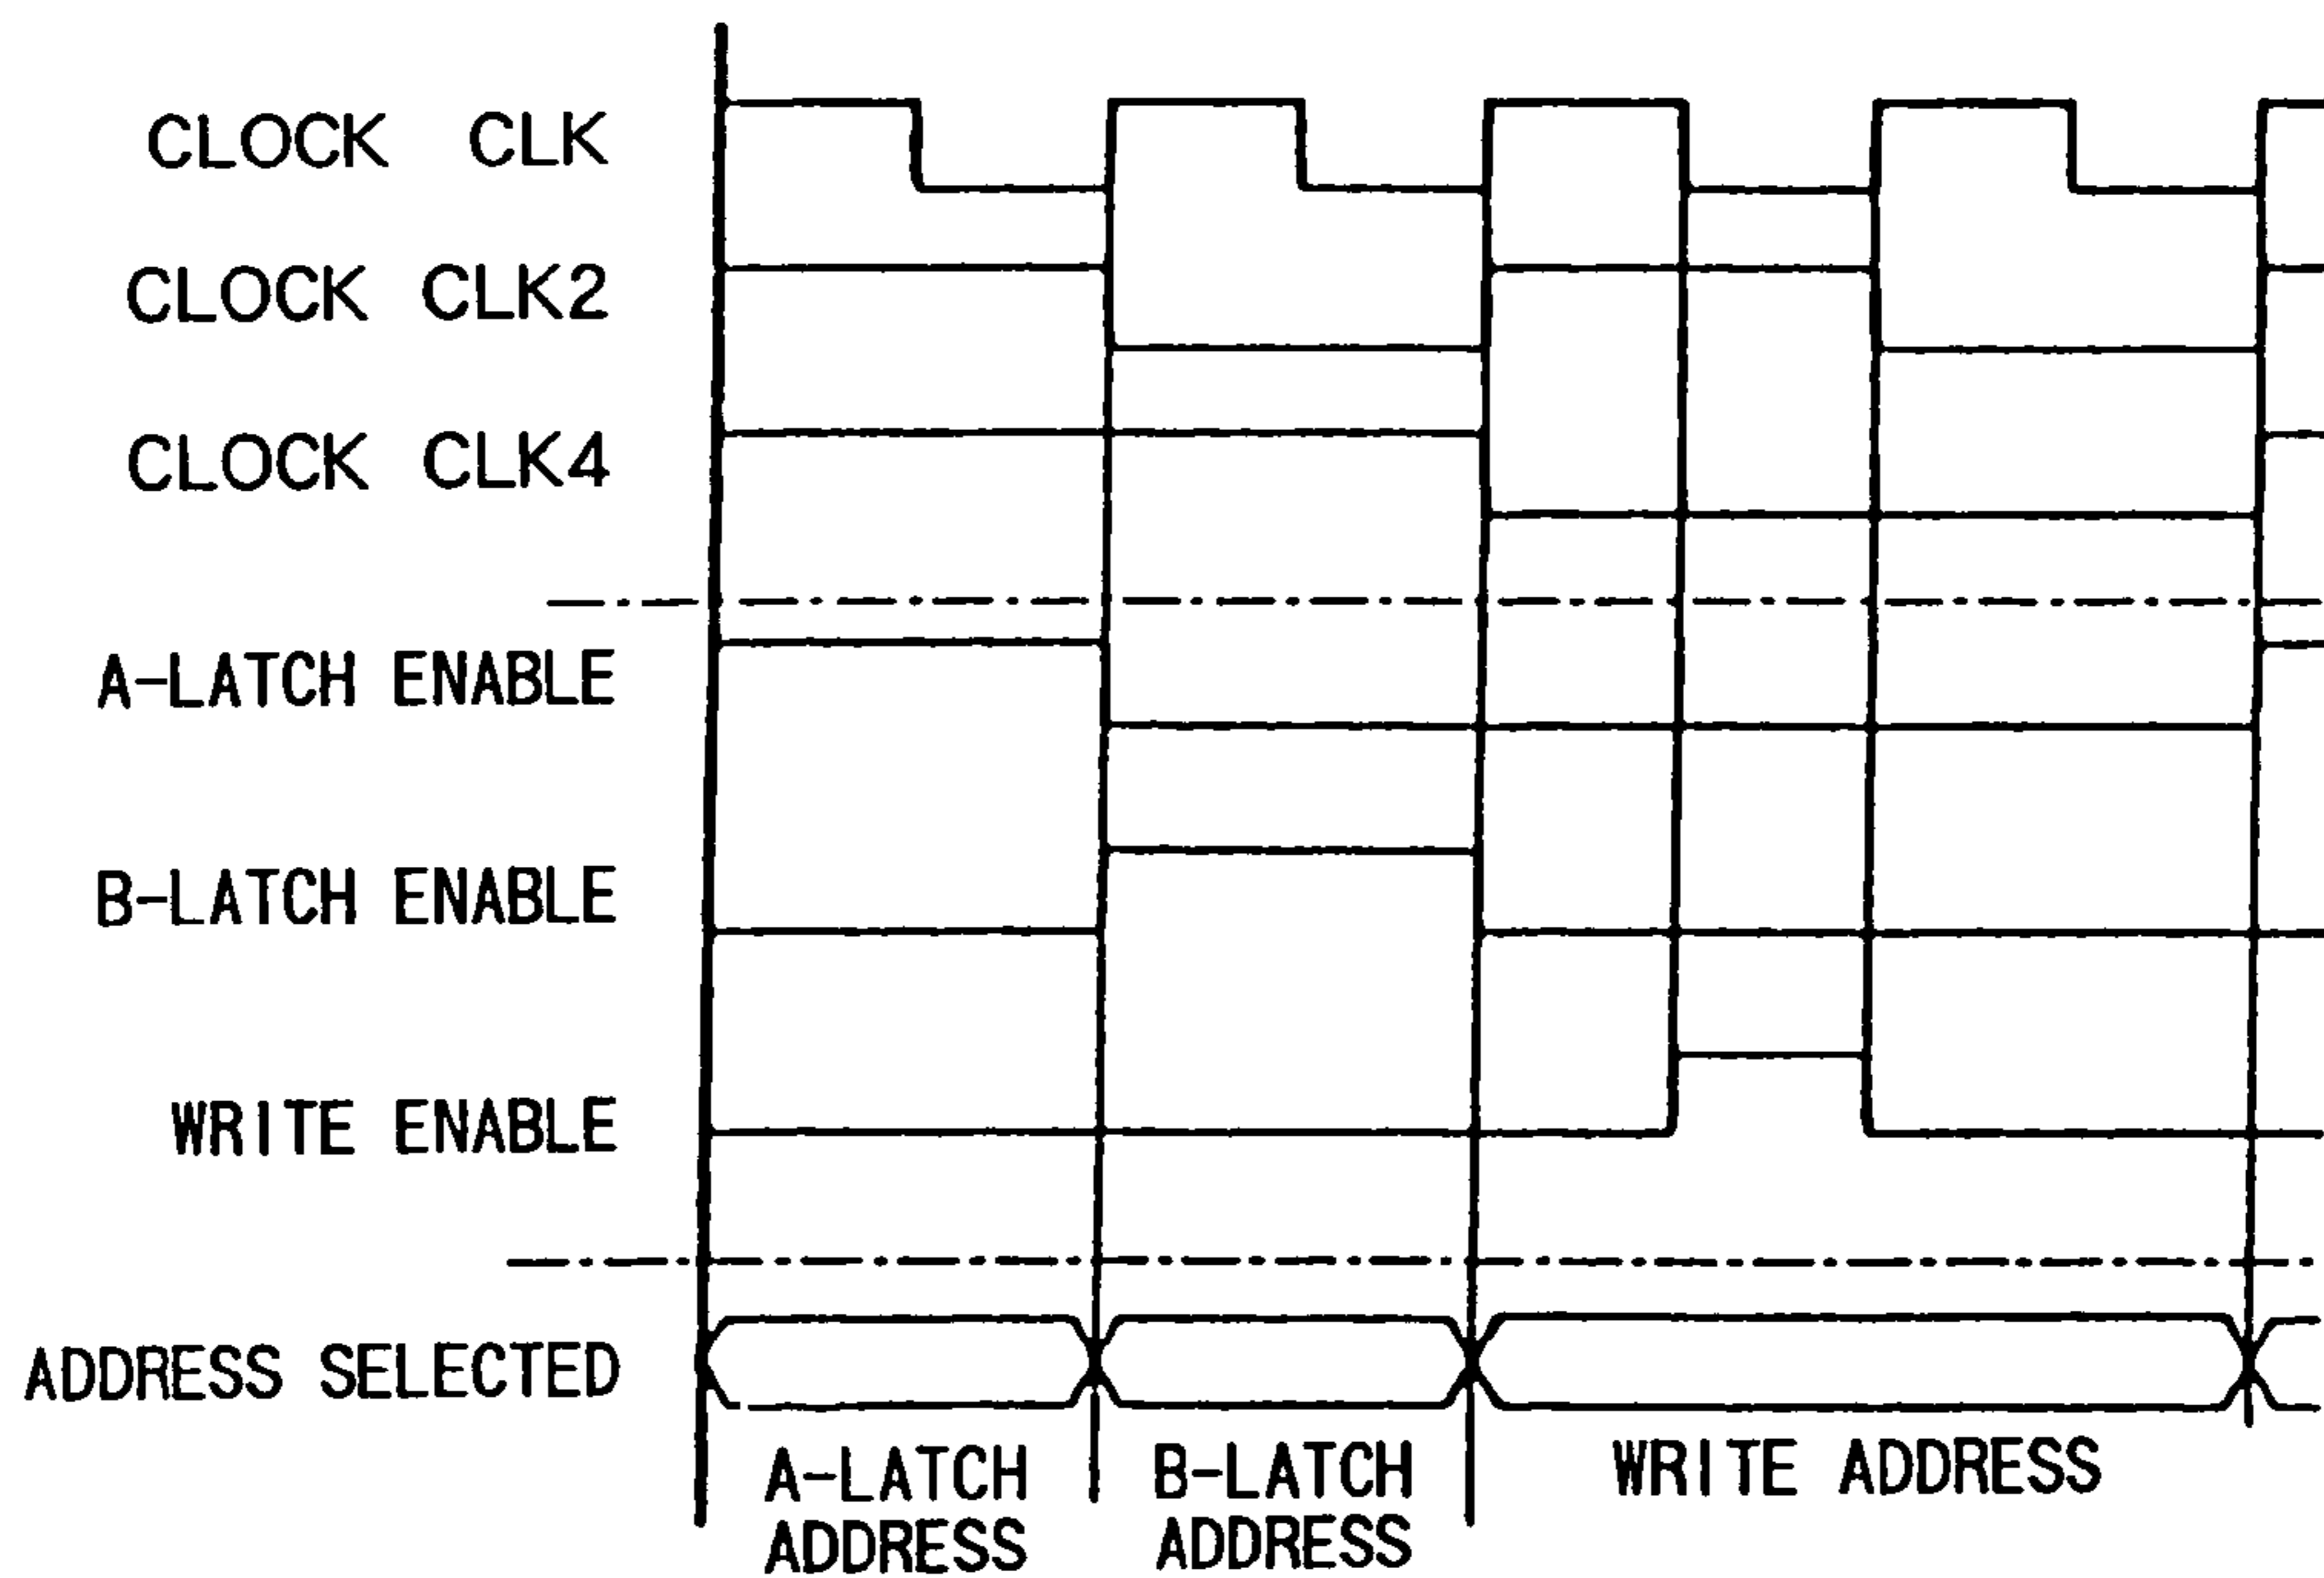 CLOCK CLK
CLOCK CLK2
CLOCK CLK4
A-LATCH ENABLE
B-LATCH ENABLE
WRITE ENABLE
ADDRESS SELECTED
A-LATCH ADDRESS
B-LATCH ADDRESS
WRITE ADDRESS